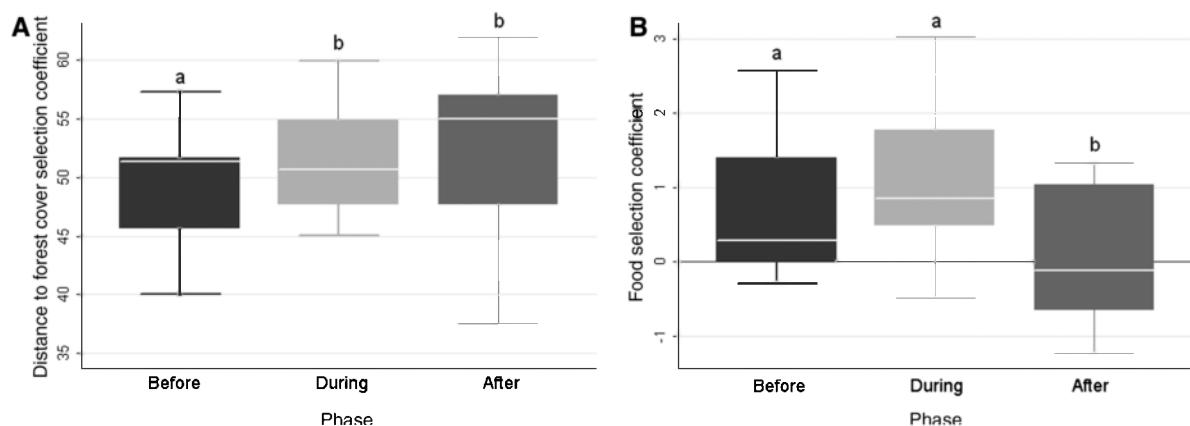 A
Distance to forest cover selection coefficient
60
55
50
45
40
35
a
b
b
Before
During
After
Phase
B
Food selection coefficient
3
2
1
0
-1
a
a
b
Before
During
After
Phase